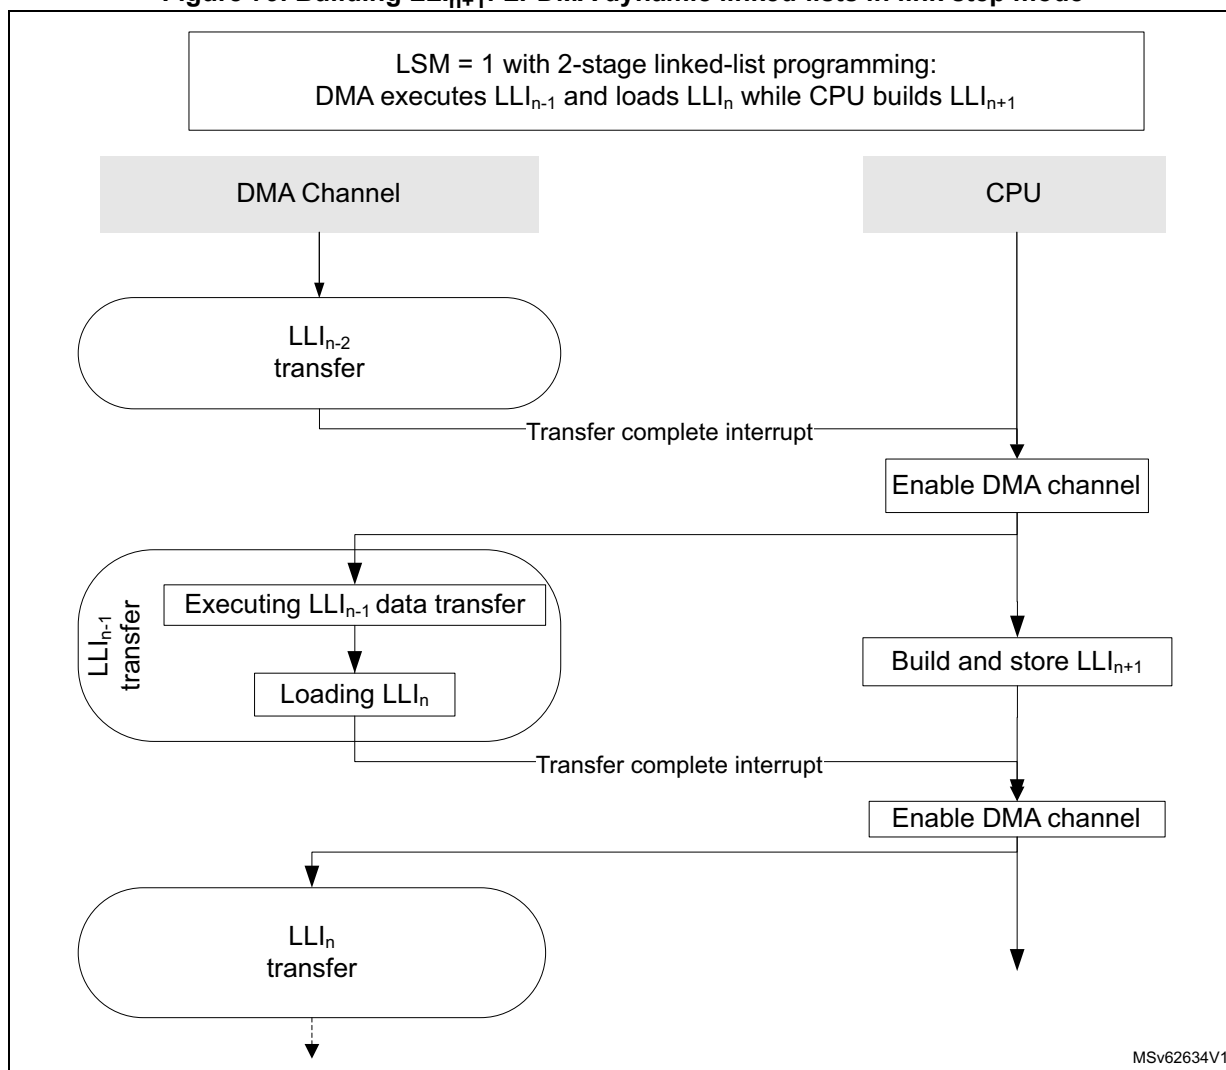 LSM = 1 with 2-stage linked-list programming:
DMA executes LLIn-1 and loads LLIn while CPU builds LLIn+1
DMA Channel
CPU
LLIn-2
transfer
Transfer complete interrupt
Enable DMA channel
LLIn-1
transfer
Executing LLIn-1 data transfer
Build and store LLIn+1
Loading LLIn
Transfer complete interrupt
Enable DMA channel
LLIn
transfer
MSv62634V1